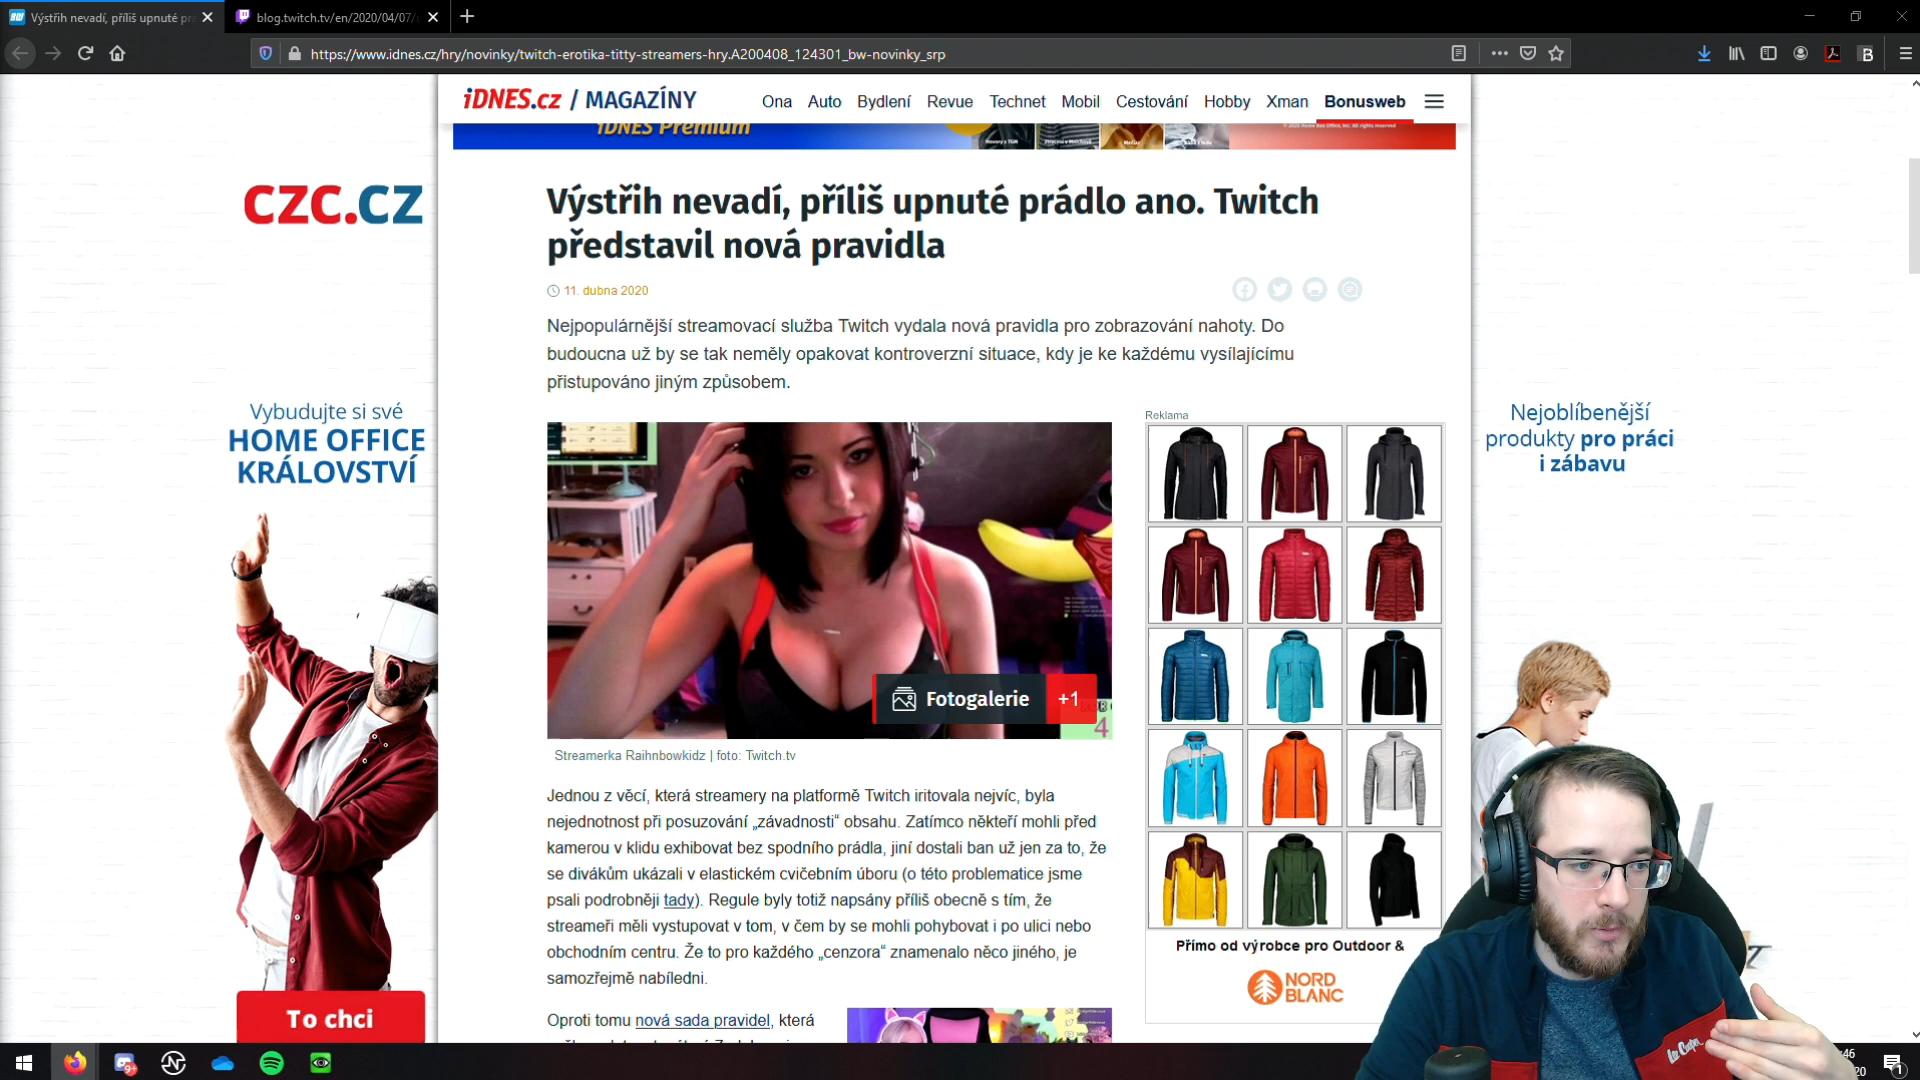 Výstřih nevadí, příliš upnuté pr
blog.twitch.tv/en/2020/04/07/
https://www.idnes.cz/hry/novinky/twitch-erotika-titty-streamers-hry.A200408_124301_bw-novinky_srp
iDNES.cz / MAGAZÍNY
Ona Auto Bydlení Revue Technet Mobil Cestování Hobby Xman Bonusweb
iDNES Premium
CZC.CZ
Výstřih nevadí, příliš upnuté prádlo ano. Twitch
představil nová pravidla
11. dubna 2020
Nejpopulárnější streamovací služba Twitch vydala nová pravidla pro zobrazování nahoty. Do
budoucna už by se tak neměly opakovat kontroverzní situace, kdy je ke každému vysílajícímu
přistupováno jiným způsobem.
Vybudujte si své
HOME OFFICE
KRÁLOVSTVÍ
To chci
Fotogalerie +1
4
Streamerka Raihnbowkidz | foto: Twitch.tv
Jednou z věcí, která streamery na platformě Twitch iritovala nejvíc, byla
nejednotnost při posuzování „závadnosti“ obsahu. Zatímco někteří mohli před
kamerou v klidu exhibovat bez spodního prádla, jiní dostali ban už jen za to, že
se divákům ukázali v elastickém cvičebním úboru (o této problematice jsme
psali podrobněji tady). Regule byly totiž napsány příliš obecně s tím, že
streameři měli vystupovat v tom, v čem by se mohli pohybovat i po ulici nebo
obchodním centru. Že to pro každého „cenzora“ znamenalo něco jiného, je
samozřejmě nabíledni.
Oproti tomu nová sada pravidel, která
Reklama
Přímo od výrobce pro Outdoor &
NORD
BLANC
Nejoblíbenější
produkty pro práci
i zábavu
Lee Cooper
9+
46
20
1